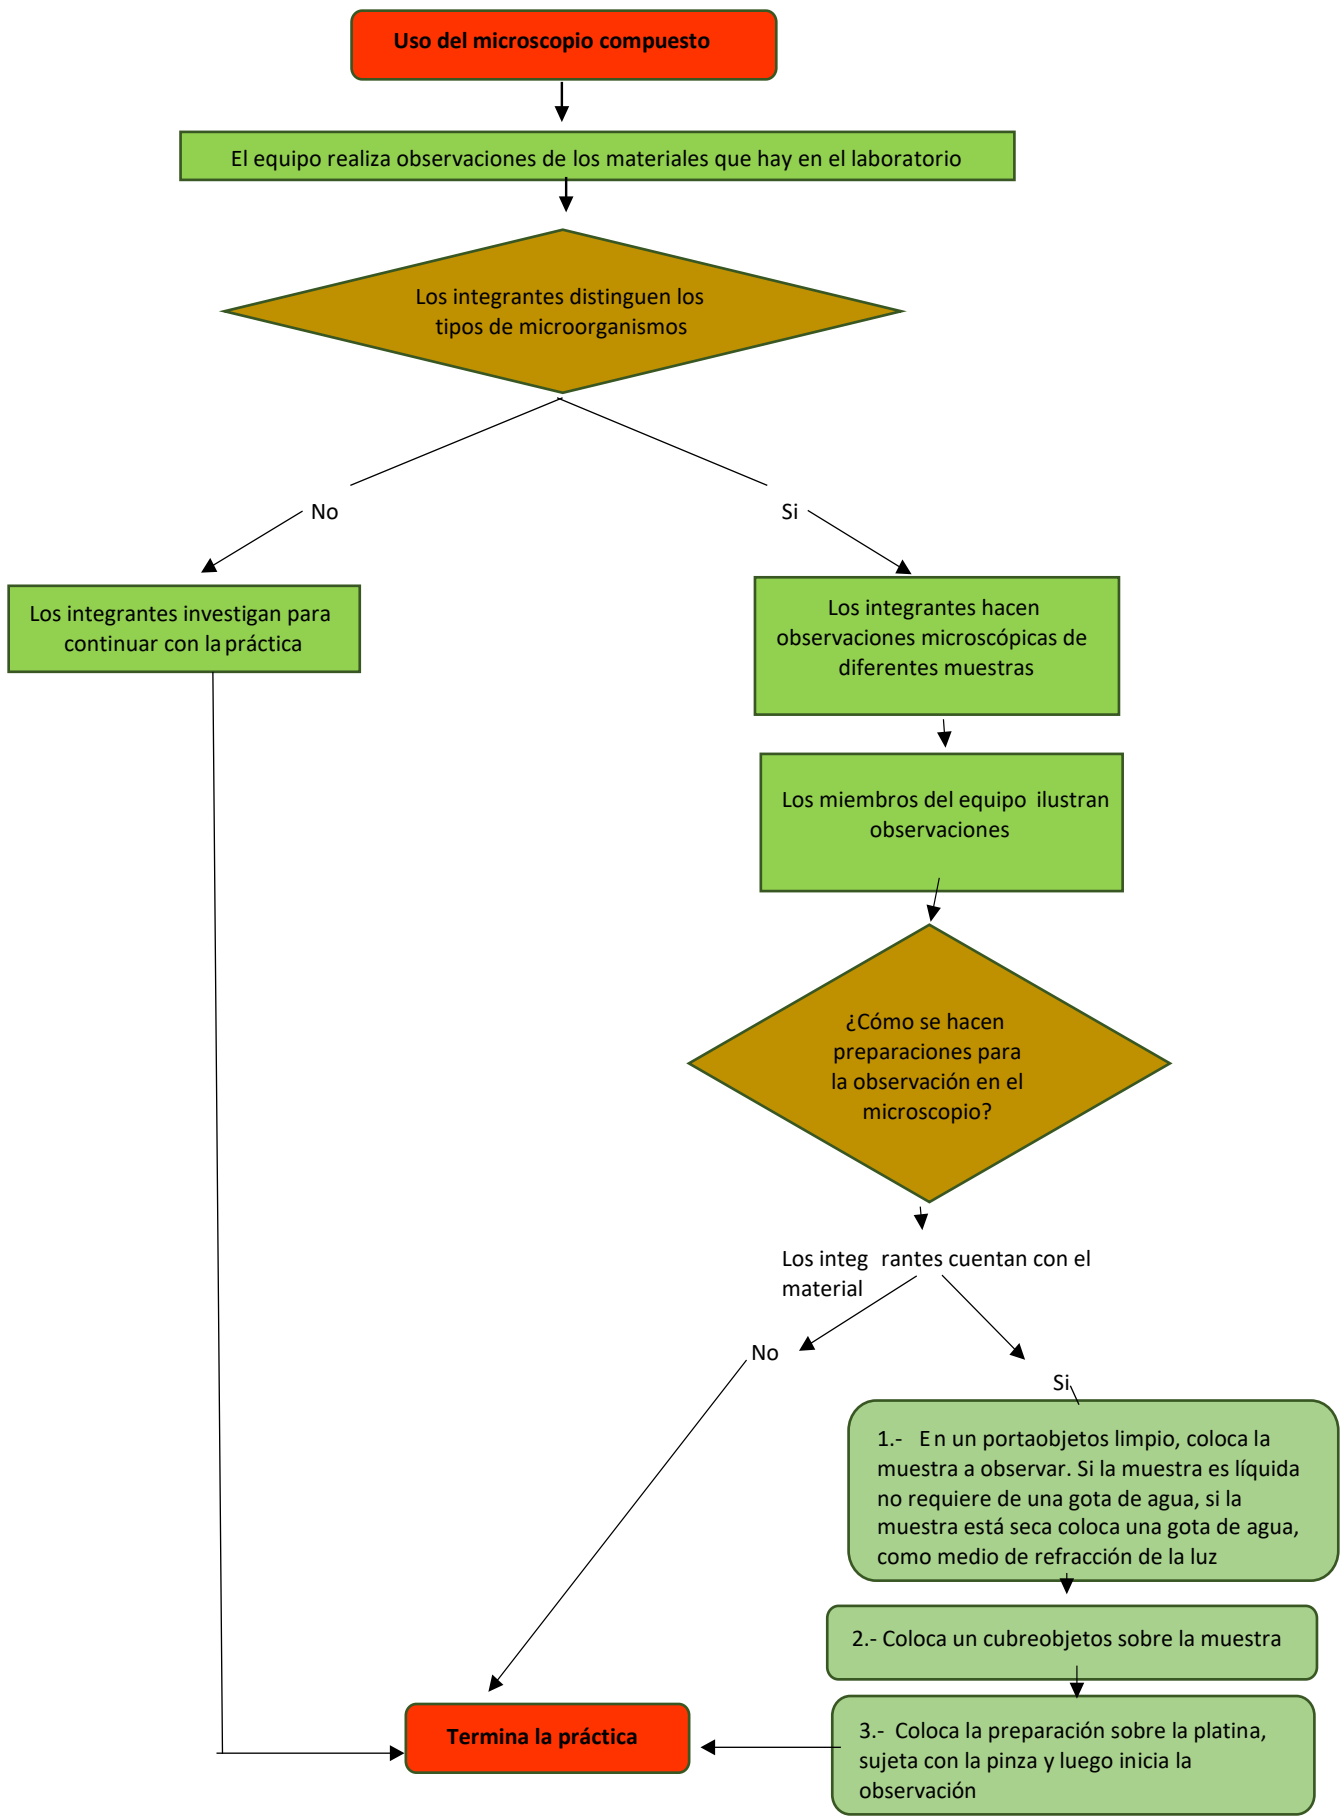 Uso del microscopio compuesto
El equipo realiza observaciones de los materiales que hay en el laboratorio
Los integrantes distinguen los
tipos de microorganismos
No
Si
Los integrantes investigan para
continuar con la práctica
Los integrantes hacen
observaciones microscópicas de
diferentes muestras
Los miembros del equipo ilustran
observaciones
¿Cómo se hacen
preparaciones para
la observación en el
microscopio?
Los integ rantes cuentan con el
material
No
Si
1.- En un portaobjetos limpio, coloca la
muestra a observar. Si la muestra es líquida
no requiere de una gota de agua, si la
muestra está seca coloca una gota de agua,
como medio de refracción de la luz
2.- Coloca un cubreobjetos sobre la muestra
Termina la práctica
3.- Coloca la preparación sobre la platina,
sujeta con la pinza y luego inicia la
observación